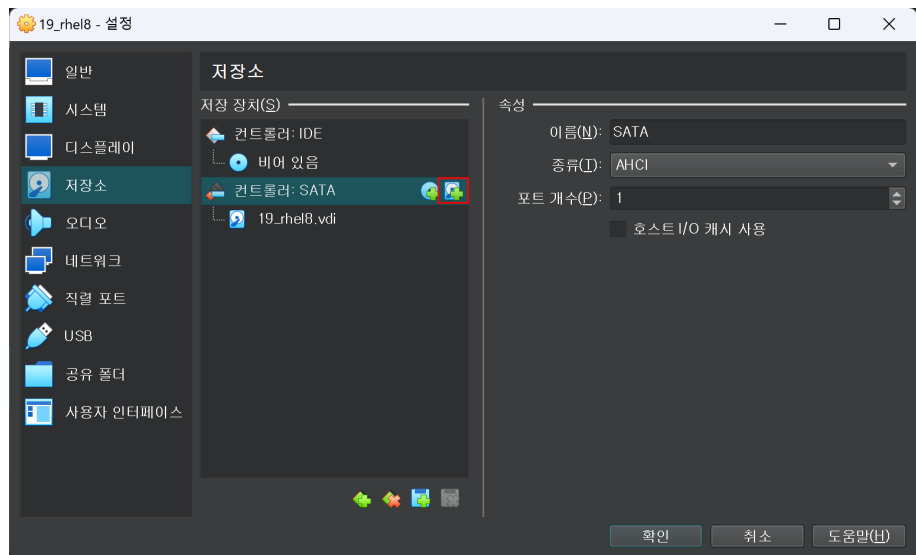 19_rhel8 - 설정
일반
시스템
디스플레이
저장소
오디오
네트워크
직렬 포트
USB
공유 폴더
사용자 인터페이스
저장소
저장 장치(S)
컨트롤러: IDE
비어 있음
컨트롤러: SATA
19_rhel8.vdi
속성
이름(N): SATA
종류(T): AHCI
포트 개수(P): 1
호스트 I/O 캐시 사용
확인 취소 도움말(H)